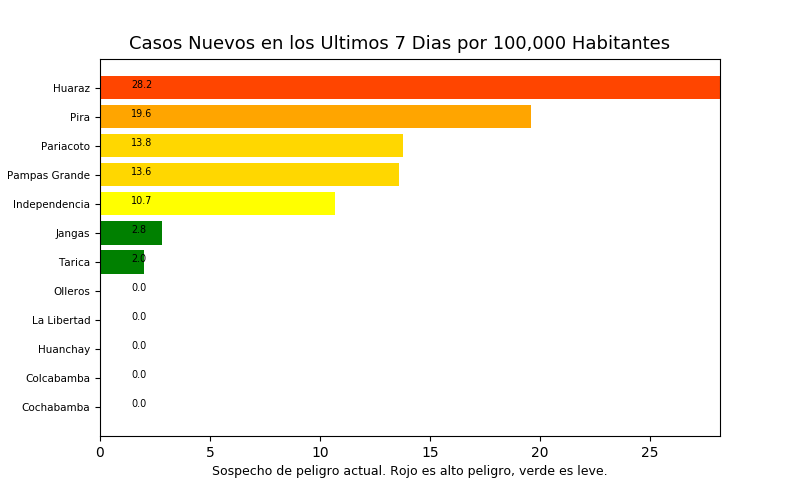 Casos Nuevos en los Ultimos 7 Dias por 100,000 Habitantes
Huaraz 28.2
Pira 19.6
Pariacoto 13.8
Pampas Grande 13.6
Independencia 10.7
Jangas 2.8
Tarica 2.0
Olleros 0.0
La Libertad 0.0
Huanchay 0.0
Colcabamba 0.0
Cochabamba 0.0
0 5 10 15 20 25
Sospecho de peligro actual. Rojo es alto peligro, verde es leve.